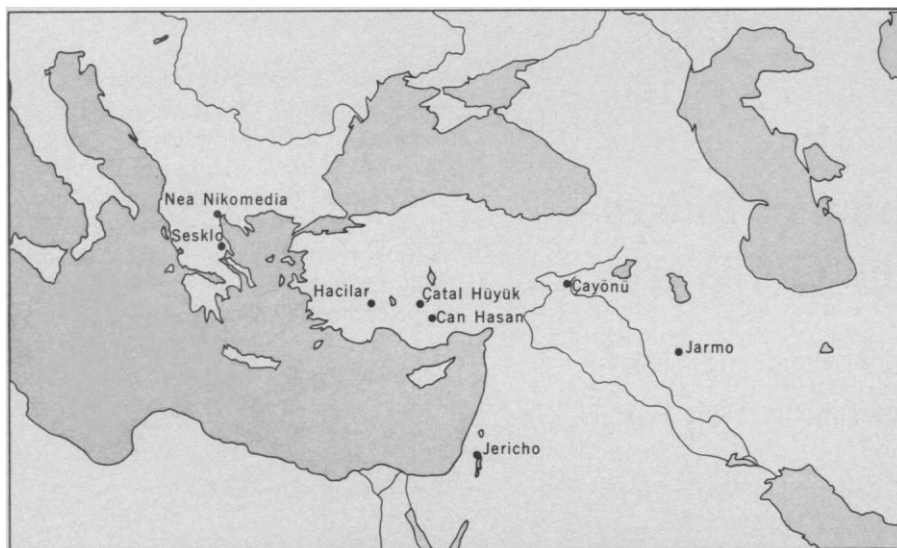 Nea Nikomedia
Sesklo
Hacilar
Çatal Hüyük
Can Hasan
Çayönü
Jarmo
Jericho